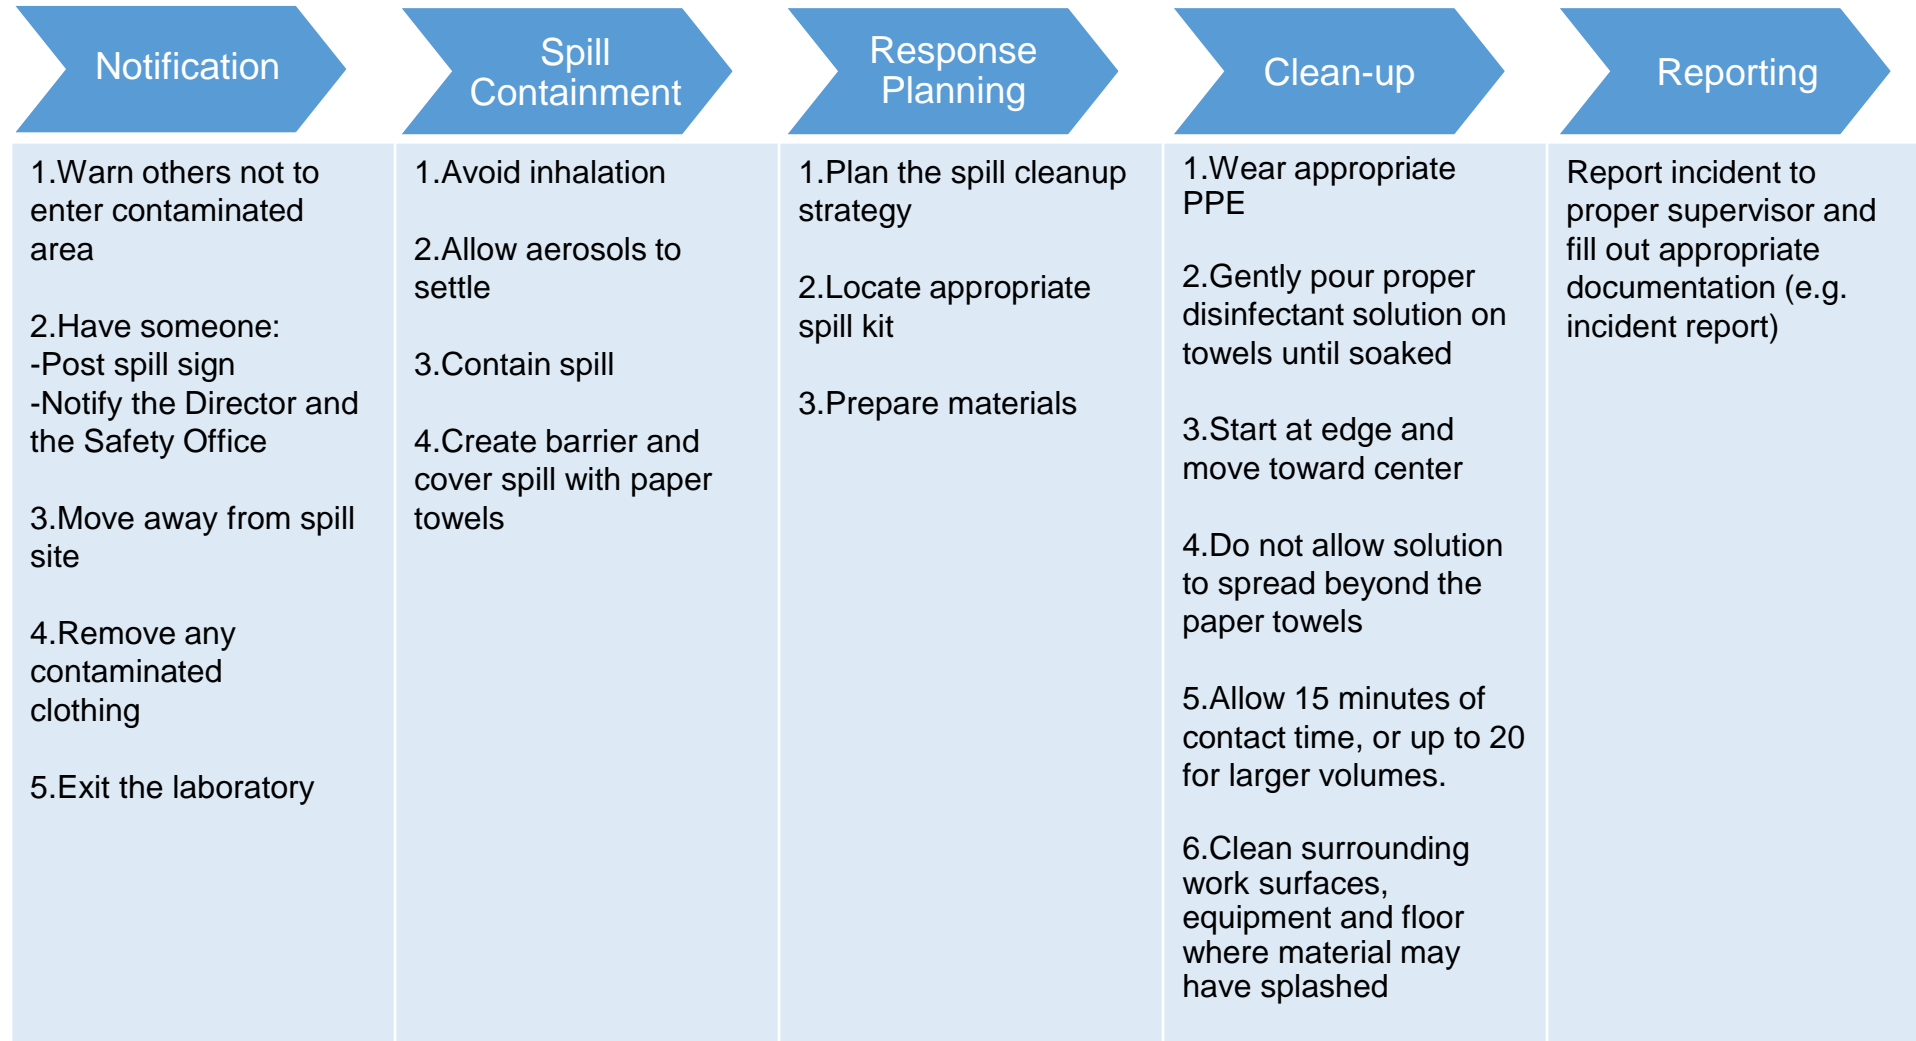 Notification
1.Warn others not to
enter contaminated
area
2.Have someone:
-Post spill sign
-Notify the Director and
the Safety Office
3.Move away from spill
site
4.Remove any
contaminated
clothing
5.Exit the laboratory
Spill
Containment
1.Avoid inhalation
2.Allow aerosols to
settle
3.Contain spill
4.Create barrier and
cover spill with paper
towels
Response
Planning
1.Plan the spill cleanup
strategy
2.Locate appropriate
spill kit
3.Prepare materials
Clean-up
1.Wear appropriate
PPE
2.Gently pour proper
disinfectant solution on
towels until soaked
3.Start at edge and
move toward center
4.Do not allow solution
to spread beyond the
paper towels
5.Allow 15 minutes of
contact time, or up to 20
for larger volumes.
6.Clean surrounding
work surfaces,
equipment and floor
where material may
have splashed
Reporting
Report incident to
proper supervisor and
fill out appropriate
documentation (e.g.
incident report)